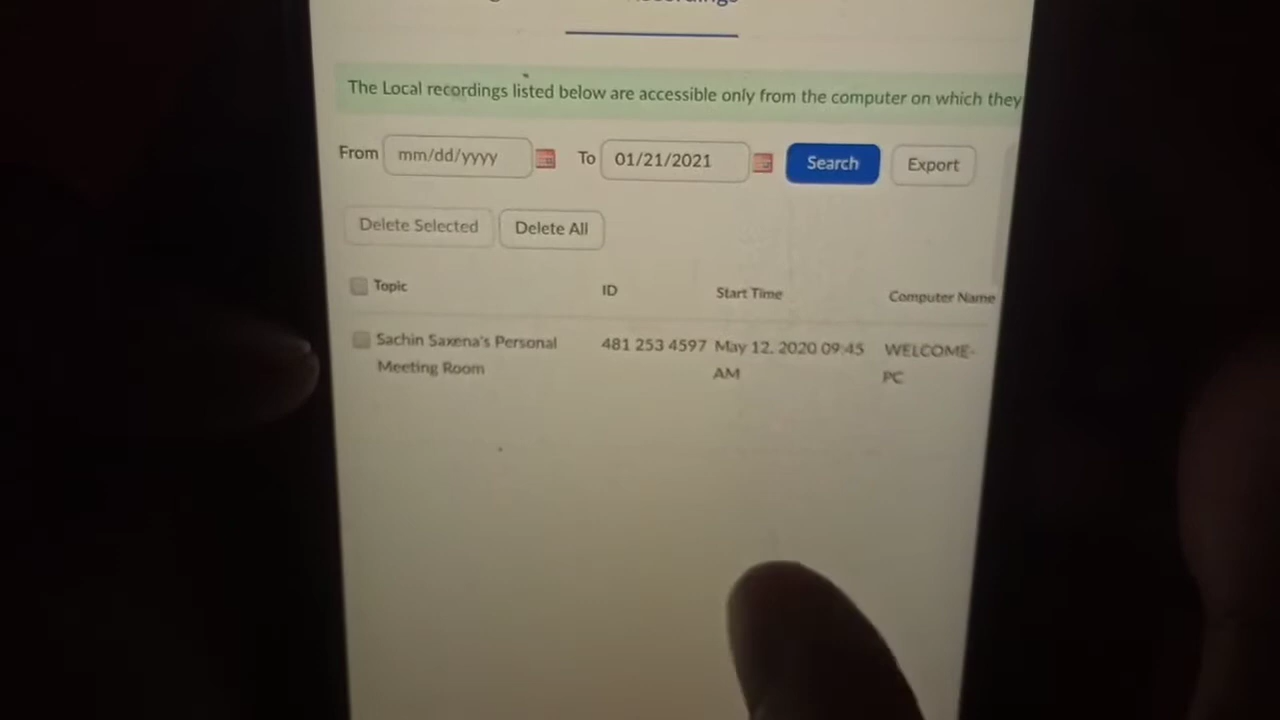 The Local recordings listed below are accessible only from the computer on which they
From mm/dd/yyyy To 01/21/2021 Search Export
Delete Selected Delete All
Topic ID Start Time Computer Name
Sachin Saxena's Personal 481 253 4597 May 12, 2020 09:45 WELCOME-
Meeting Room AM PC